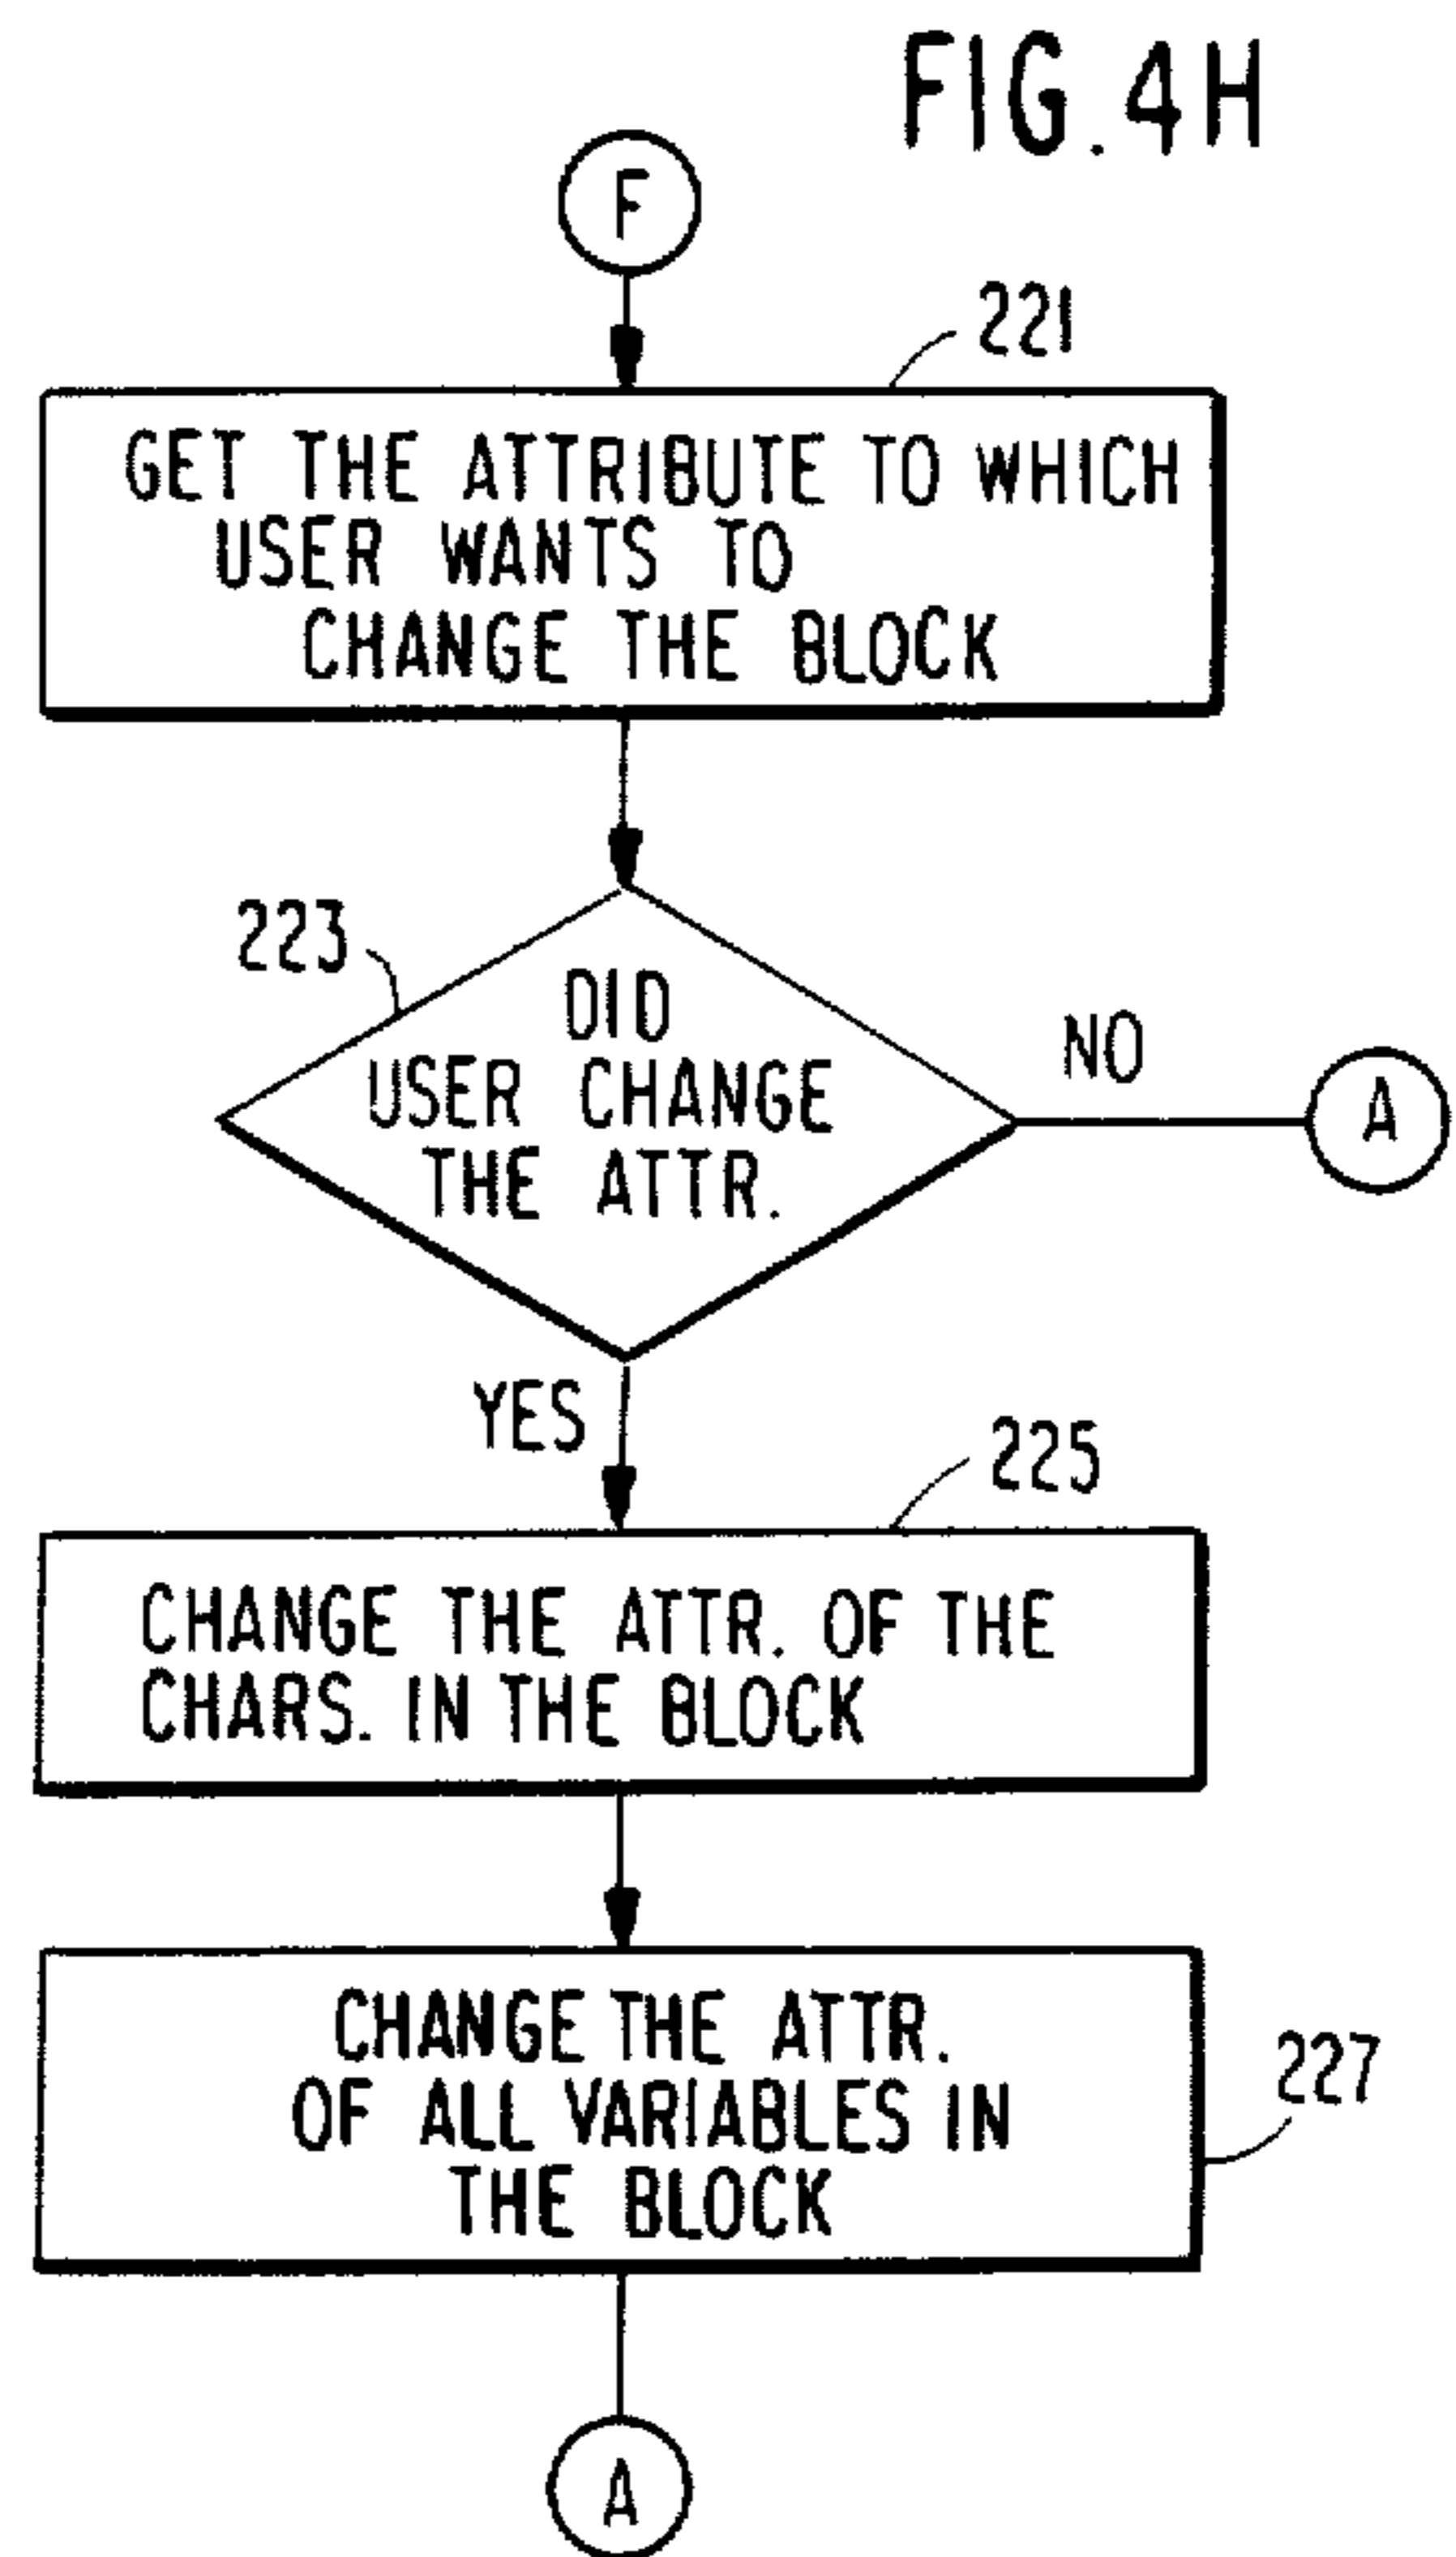 FIG. 4H
F
221
GET THE ATTRIBUTE TO WHICH
USER WANTS TO
CHANGE THE BLOCK
223
DID
USER CHANGE
THE ATTR.
NO
A
YES
225
CHANGE THE ATTR. OF THE
CHARS. IN THE BLOCK
CHANGE THE ATTR.
OF ALL VARIABLES IN
THE BLOCK
227
A